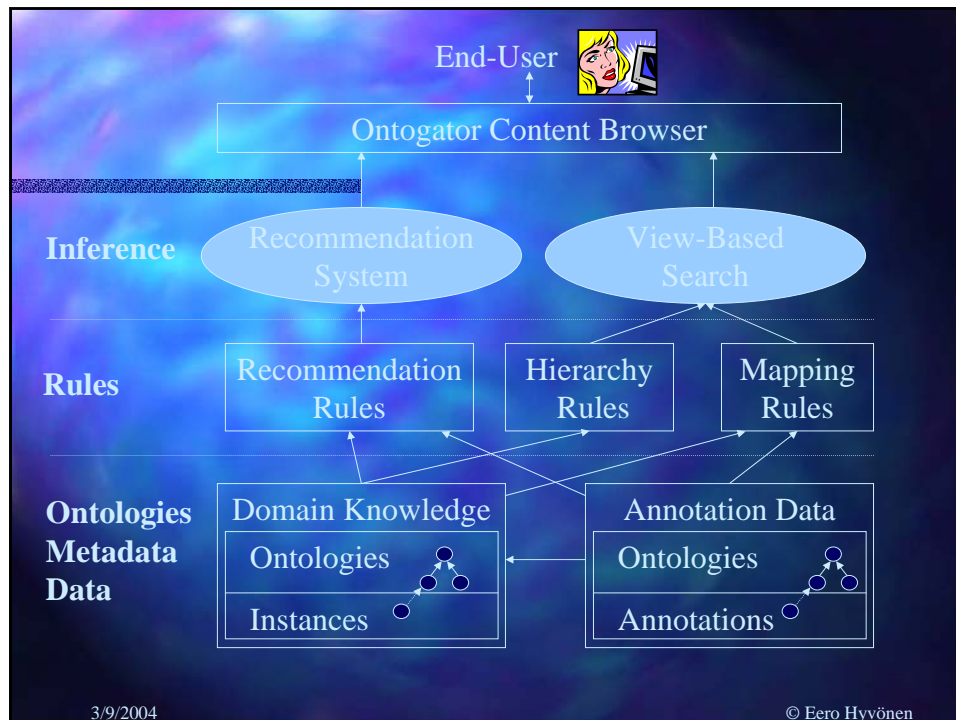 End-User
Ontogator Content Browser
Inference
Recommendation
System
View-Based
Search
Rules
Recommendation
Rules
Hierarchy
Rules
Mapping
Rules
Ontologies
Metadata
Data
Domain Knowledge
Ontologies
Instances
Annotation Data
Ontologies
Annotations
3/9/2004
© Eero Hyvönen